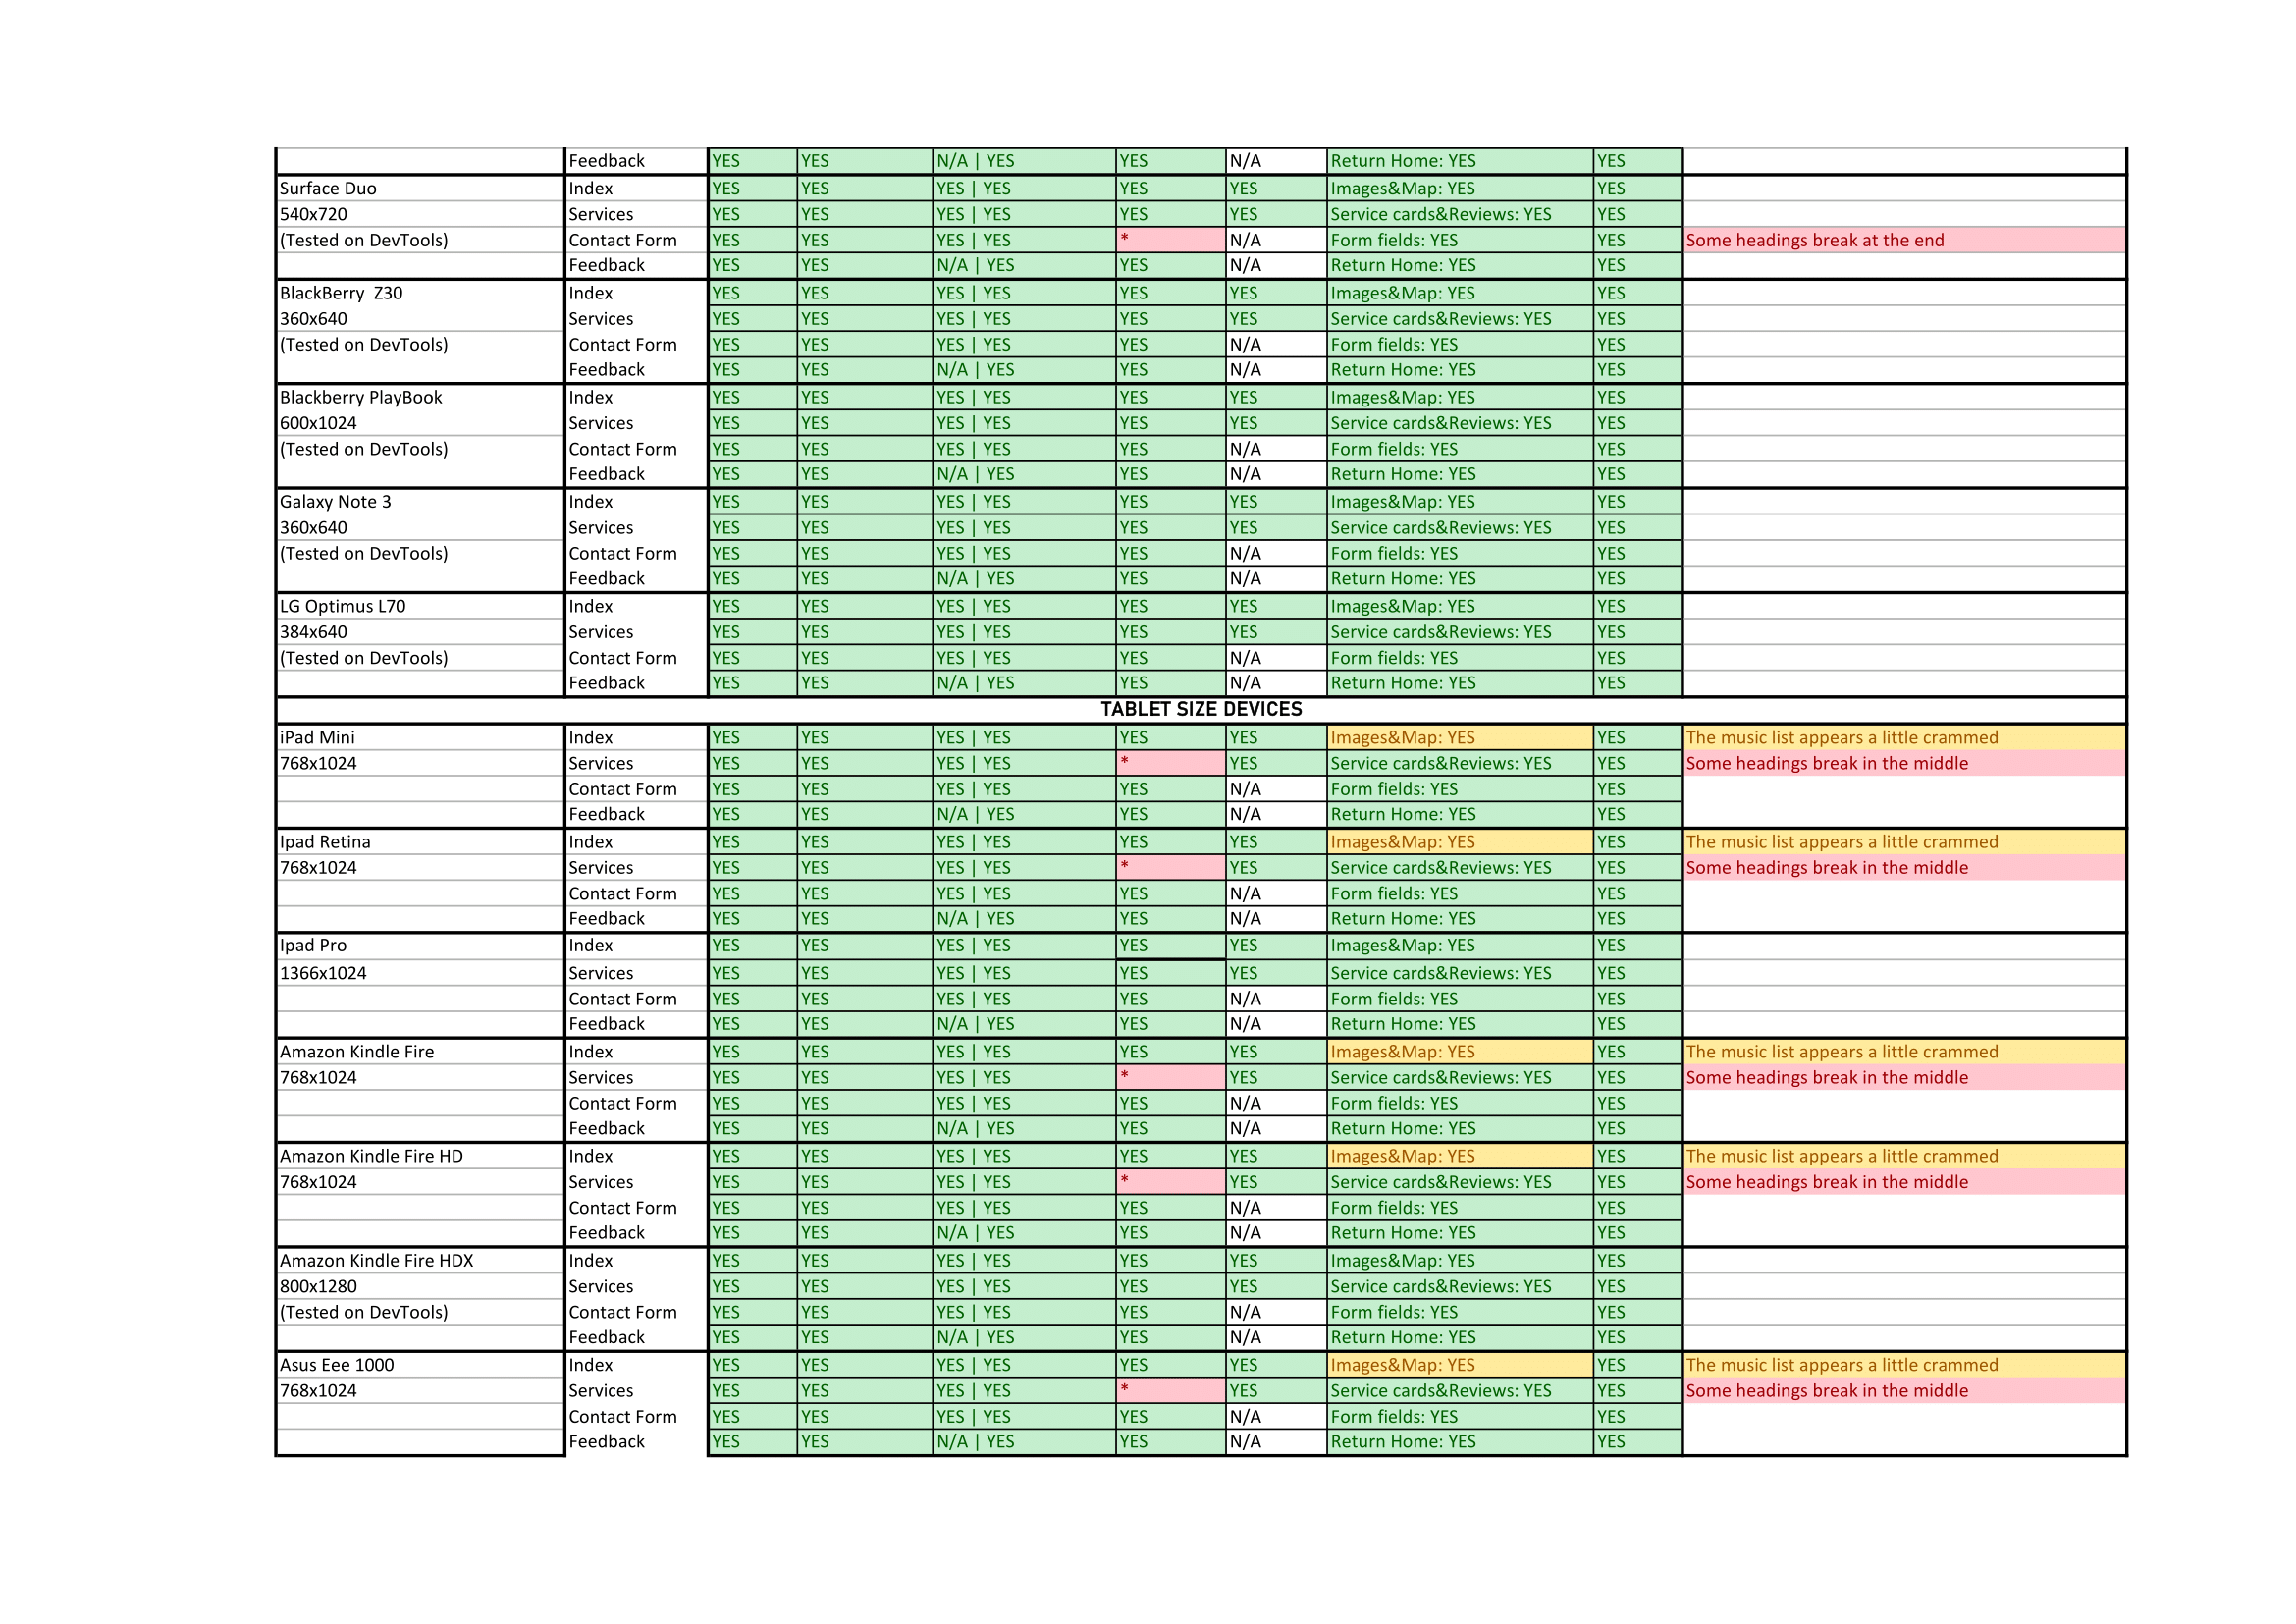 Feedback YES YES N/A | YES YES N/A Return Home: YES YES
Surface Duo Index YES YES YES | YES YES YES Images&Map: YES YES
540x720 Services YES YES YES | YES YES YES Service cards&Reviews: YES YES
(Tested on DevTools) Contact Form YES YES YES | YES * N/A Form fields: YES YES Some headings break at the end
Feedback YES YES N/A | YES YES N/A Return Home: YES YES
BlackBerry  Z30 Index YES YES YES | YES YES YES Images&Map: YES YES
360x640 Services YES YES YES | YES YES YES Service cards&Reviews: YES YES
(Tested on DevTools) Contact Form YES YES YES | YES YES N/A Form fields: YES YES
Feedback YES YES N/A | YES YES N/A Return Home: YES YES
Blackberry PlayBook Index YES YES YES | YES YES YES Images&Map: YES YES
600x1024 Services YES YES YES | YES YES YES Service cards&Reviews: YES YES
(Tested on DevTools) Contact Form YES YES YES | YES YES N/A Form fields: YES YES
Feedback YES YES N/A | YES YES N/A Return Home: YES YES
Galaxy Note 3 Index YES YES YES | YES YES YES Images&Map: YES YES
360x640 Services YES YES YES | YES YES YES Service cards&Reviews: YES YES
(Tested on DevTools) Contact Form YES YES YES | YES YES N/A Form fields: YES YES
Feedback YES YES N/A | YES YES N/A Return Home: YES YES
LG Optimus L70 Index YES YES YES | YES YES YES Images&Map: YES YES
384x640 Services YES YES YES | YES YES YES Service cards&Reviews: YES YES
(Tested on DevTools) Contact Form YES YES YES | YES YES N/A Form fields: YES YES
Feedback YES YES N/A | YES YES N/A Return Home: YES YES
TABLET SIZE DEVICES
iPad Mini Index YES YES YES | YES YES YES Images&Map: YES YES The music list appears a little crammed
768x1024 Services YES YES YES | YES * YES Service cards&Reviews: YES YES Some headings break in the middle
Contact Form YES YES YES | YES YES N/A Form fields: YES YES
Feedback YES YES N/A | YES YES N/A Return Home: YES YES
Ipad Retina Index YES YES YES | YES YES YES Images&Map: YES YES The music list appears a little crammed
768x1024 Services YES YES YES | YES * YES Service cards&Reviews: YES YES Some headings break in the middle
Contact Form YES YES YES | YES YES N/A Form fields: YES YES
Feedback YES YES N/A | YES YES N/A Return Home: YES YES
Ipad Pro Index YES YES YES | YES YES YES Images&Map: YES YES
1366x1024 Services YES YES YES | YES YES YES Service cards&Reviews: YES YES
Contact Form YES YES YES | YES YES N/A Form fields: YES YES
Feedback YES YES N/A | YES YES N/A Return Home: YES YES
Amazon Kindle Fire Index YES YES YES | YES YES YES Images&Map: YES YES The music list appears a little crammed
768x1024 Services YES YES YES | YES * YES Service cards&Reviews: YES YES Some headings break in the middle
Contact Form YES YES YES | YES YES N/A Form fields: YES YES
Feedback YES YES N/A | YES YES N/A Return Home: YES YES
Amazon Kindle Fire HD Index YES YES YES | YES YES YES Images&Map: YES YES The music list appears a little crammed
768x1024 Services YES YES YES | YES * YES Service cards&Reviews: YES YES Some headings break in the middle
Contact Form YES YES YES | YES YES N/A Form fields: YES YES
Feedback YES YES N/A | YES YES N/A Return Home: YES YES
Amazon Kindle Fire HDX Index YES YES YES | YES YES YES Images&Map: YES YES
800x1280 Services YES YES YES | YES YES YES Service cards&Reviews: YES YES
(Tested on DevTools) Contact Form YES YES YES | YES YES N/A Form fields: YES YES
Feedback YES YES N/A | YES YES N/A Return Home: YES YES
Asus Eee 1000 Index YES YES YES | YES YES YES Images&Map: YES YES The music list appears a little crammed
768x1024 Services YES YES YES | YES * YES Service cards&Reviews: YES YES Some headings break in the middle
Contact Form YES YES YES | YES YES N/A Form fields: YES YES
Feedback YES YES N/A | YES YES N/A Return Home: YES YES